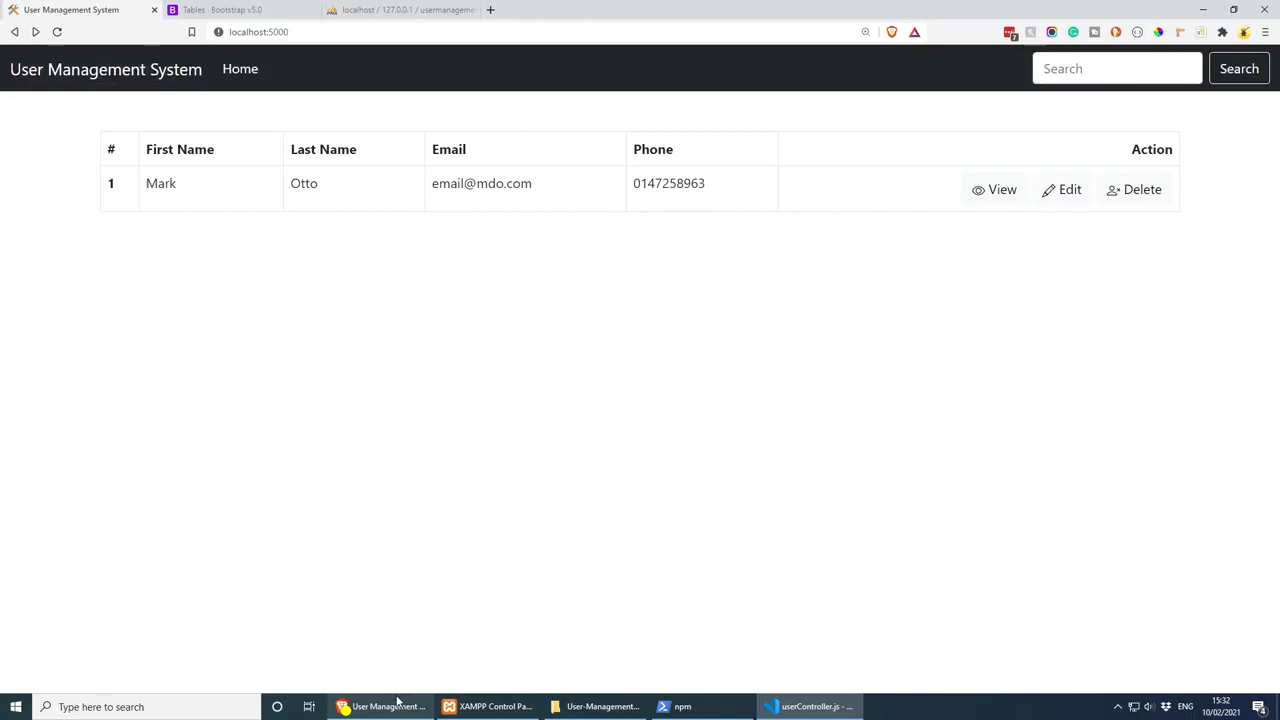 User Management System
Tables · Bootstrap v5.0
localhost / 127.0.0.1 / usermanageme
localhost:5000
7
User Management System
Home
Search
Search
# First Name Last Name Email Phone Action
1 Mark Otto email@mdo.com 0147258963 View Edit Delete
Type here to search
User Management ...
XAMPP Control Pa...
User-Management...
npm
userController.js - ...
ENG
15:32
10/02/2021
4